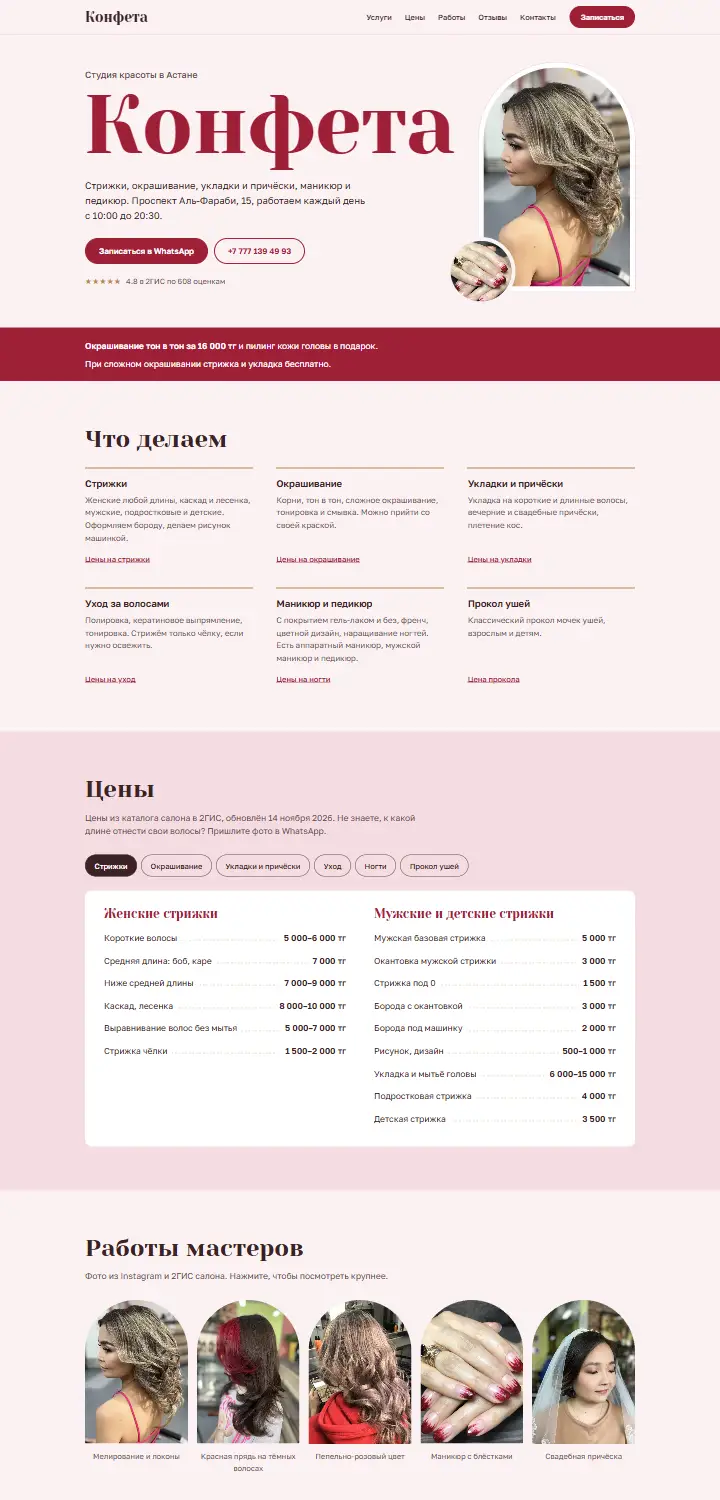 Конфета
Услуги Цены Работы Отзывы Контакты Записаться
Студия красоты в Астане
Конфета
Стрижки, окрашивание, укладки и причёски, маникюр и
педикюр. Проспект Аль-Фараби, 15, работаем каждый день
с 10:00 до 20:30.
Записаться в WhatsApp +7 777 139 49 93
★★★★★ 4.8 в 2ГИС по 608 оценкам
Окрашивание тон в тон за 16 000 тг и пилинг кожи головы в подарок.
При сложном окрашивании стрижка и укладка бесплатно.
Что делаем
Стрижки
Женские любой длины, каскад и лесенка,
мужские, подростковые и детские.
Оформляем бороду, делаем рисунок
машинкой.
Цены на стрижки
Окрашивание
Корни, тон в тон, сложное окрашивание,
тонировка и смывка. Можно прийти со
своей краской.
Цены на окрашивание
Укладки и причёски
Укладка на короткие и длинные волосы,
вечерние и свадебные причёски,
плетение кос.
Цены на укладки
Уход за волосами
Полировка, кератиновое выпрямление,
тонировка. Стрижём только чёлку, если
нужно освежить.
Цены на уход
Маникюр и педикюр
С покрытием гель-лаком и без, френч,
цветной дизайн, наращивание ногтей.
Есть аппаратный маникюр, мужской
маникюр и педикюр.
Цены на ногти
Прокол ушей
Классический прокол мочек ушей,
взрослым и детям.
Цена прокола
Цены
Цены из каталога салона в 2ГИС, обновлён 14 ноября 2026. Не знаете, к какой
длине отнести свои волосы? Пришлите фото в WhatsApp.
Стрижки Окрашивание Укладки и причёски Уход Ногти Прокол ушей
Женские стрижки
Короткие волосы 5 000–6 000 тг
Средняя длина: боб, каре 7 000 тг
Ниже средней длины 7 000–9 000 тг
Каскад, лесенка 8 000–10 000 тг
Выравнивание волос без мытья 5 000–7 000 тг
Стрижка чёлки 1 500–2 000 тг
Мужские и детские стрижки
Мужская базовая стрижка 5 000 тг
Окантовка мужской стрижки 3 000 тг
Стрижка под 0 1 500 тг
Борода с окантовкой 3 000 тг
Борода под машинку 2 000 тг
Рисунок, дизайн 500–1 000 тг
Укладка и мытьё головы 6 000–15 000 тг
Подростковая стрижка 4 000 тг
Детская стрижка 3 500 тг
Работы мастеров
Фото из Instagram и 2ГИС салона. Нажмите, чтобы посмотреть крупнее.
Мелирование и локоны
Красная прядь на тёмных
волосах
Пепельно-розовый цвет
Маникюр с блёстками
Свадебная причёска